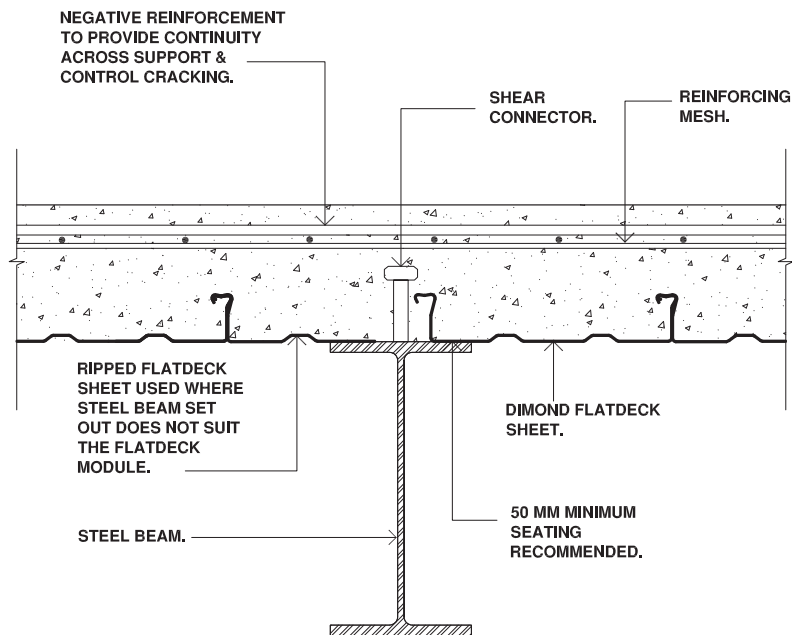 NEGATIVE REINFORCEMENT
TO PROVIDE CONTINUITY
ACROSS SUPPORT &
CONTROL CRACKING.
SHEAR
CONNECTOR.
REINFORCING
MESH.
RIPPED FLATDECK
SHEET USED WHERE
STEEL BEAM SET
OUT DOES NOT SUIT
THE FLATDECK
MODULE.
DIMOND FLATDECK
SHEET.
STEEL BEAM.
50 MM MINIMUM
SEATING
RECOMMENDED.